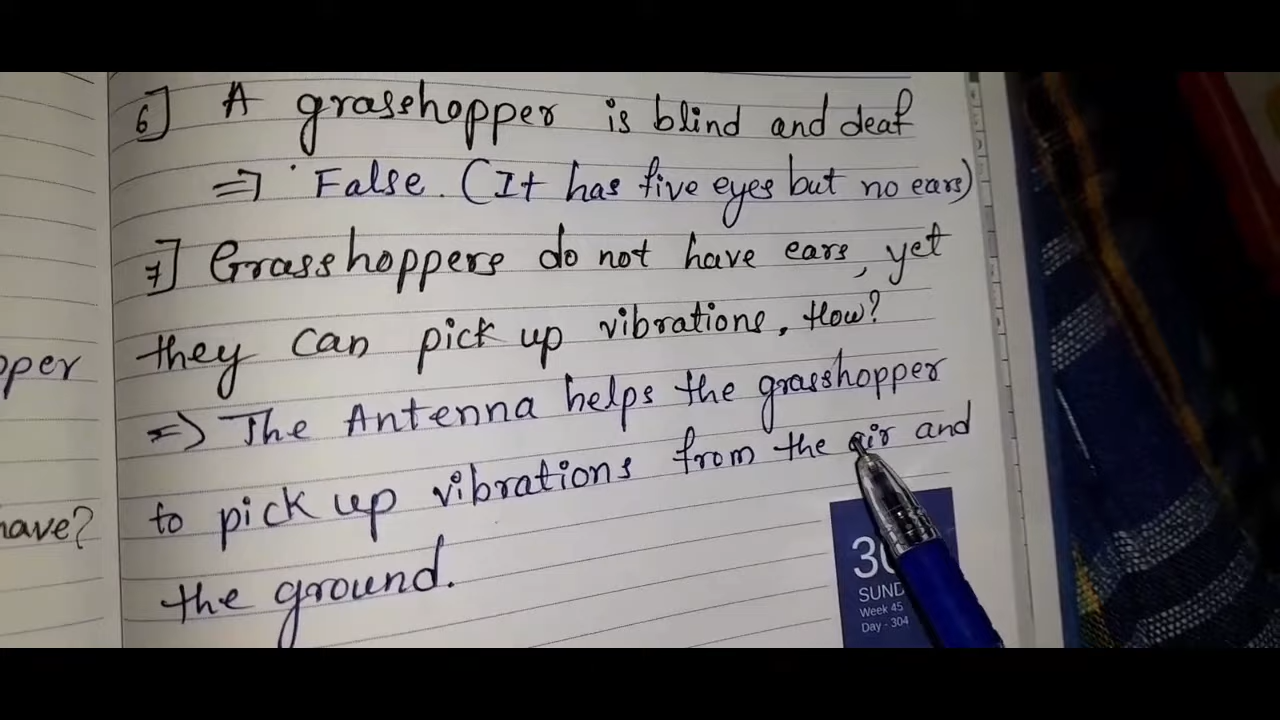 6] A grasshopper is blind and deaf
=> False. (It has five eyes but no ears)
7] Grasshoppers do not have ears, yet
they can pick up vibrations. How?
=> The Antenna helps the grasshopper
to pick up vibrations from the air and
the ground.
pper
have?
SUND
Week 45
Day - 304